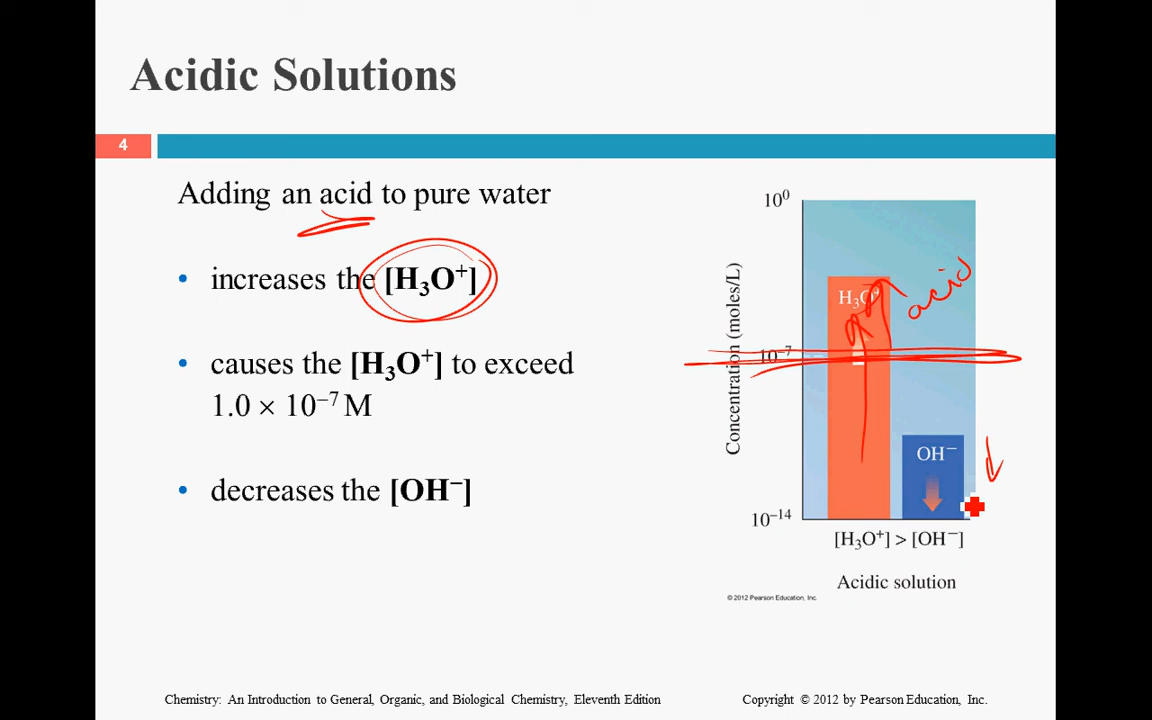 Acidic Solutions
4
Adding an acid to pure water
• increases the [H₃O⁺]
• causes the [H₃O⁺] to exceed
1.0 × 10⁻⁷ M
• decreases the [OH⁻]
10⁰
H₃O⁺
acid
10⁻⁷
Concentration (moles/L)
OH⁻
10⁻¹⁴
[H₃O⁺] > [OH⁻]
Acidic solution
© 2012 Pearson Education, Inc.
Chemistry: An Introduction to General, Organic, and Biological Chemistry, Eleventh Edition
Copyright © 2012 by Pearson Education, Inc.